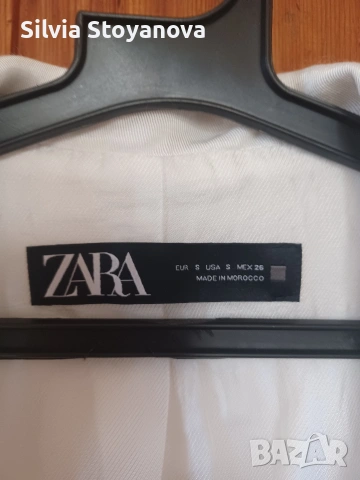 Silvia Stoyanova
ZARA
EUR S USA S MEX 26
MADE IN MOROCCO
BAZAR